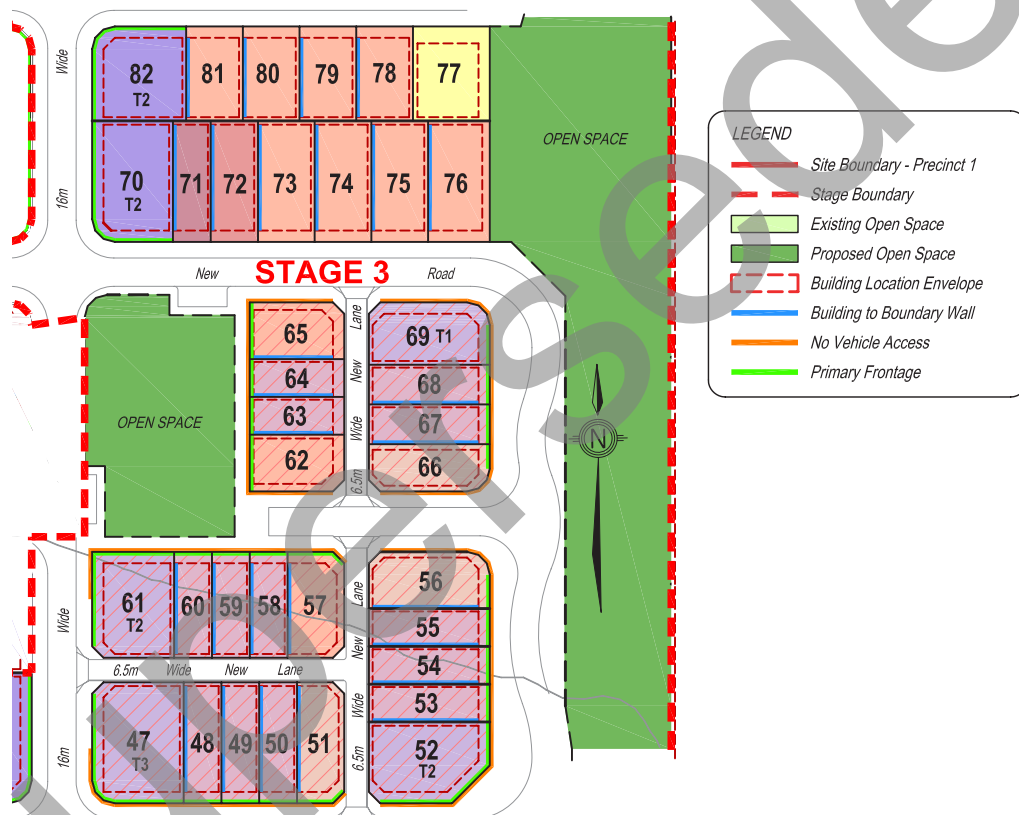 Wide
82
T2
81
80
79
78
77
OPEN SPACE
16m
70
T2
71
72
73
74
75
76
New
STAGE 3
Road
LEGEND
Site Boundary - Precinct 1
Stage Boundary
Existing Open Space
Proposed Open Space
Building Location Envelope
Building to Boundary Wall
No Vehicle Access
Primary Frontage
OPEN SPACE
65
64
63
62
6.5m Wide New Lane
69 T1
68
67
66
N
Wide
16m
61
T2
60
59
58
57
6.5m Wide New Lane
47
T3
48
49
50
51
6.5m Wide New Lane
56
55
54
53
52
T2